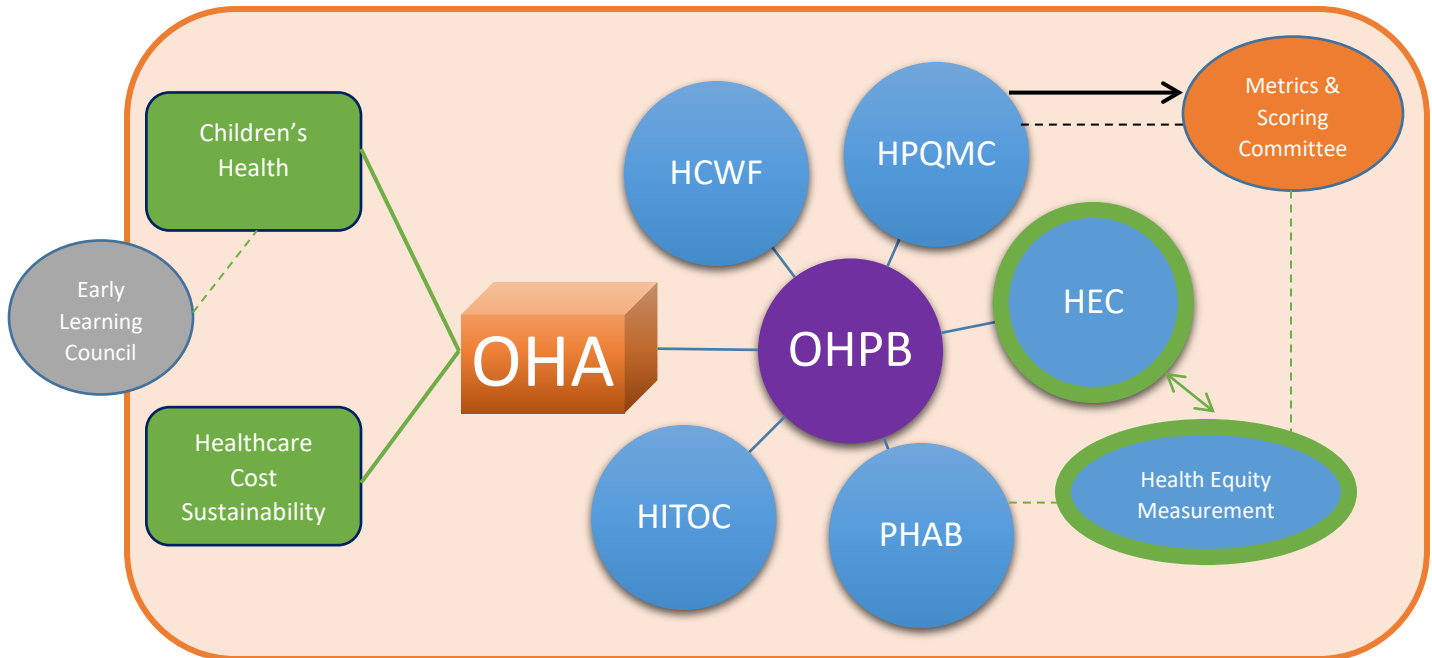 Children's
Health
Early
Learning
Council
Healthcare
Cost
Sustainability
OHA
OHPB
HCWF
HPQMC
HEC
HITOC
PHAB
Metrics &
Scoring
Committee
Health Equity
Measurement